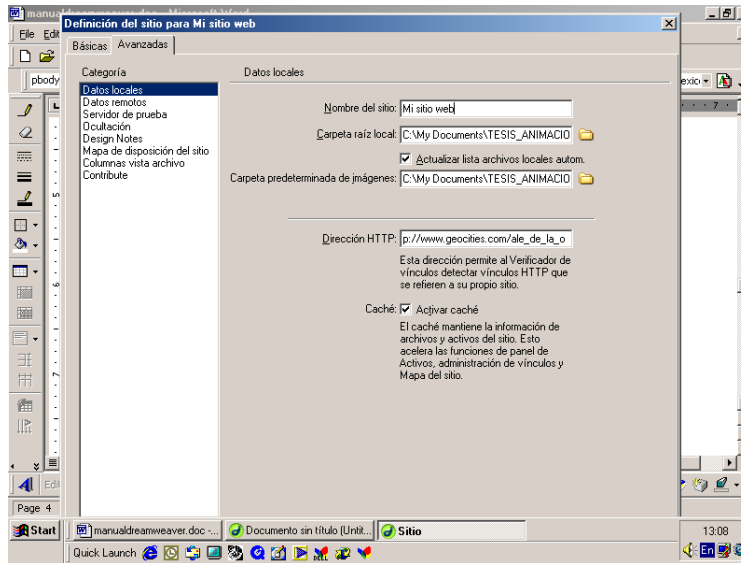 Definición del sitio para Mi sitio web
File
Básicas Avanzadas
Categoría
Datos locales
Datos remotos
Servidor de prueba
Ocultación
Design Notes
Mapa de disposición del sitio
Columnas vista archivo
Contribute
Datos locales
Nombre del sitio: Mi sitio web
Carpeta raíz local: C:\My Documents\TESIS_ANIMACIO
Actualizar lista archivos locales autom.
Carpeta predeterminada de imágenes: C:\My Documents\TESIS_ANIMACIO
Dirección HTTP: p://www.geocities.com/ale_de_la_o
Esta dirección permite al Verificador de
vínculos detectar vínculos HTTP que
se refieren a su propio sitio.
Caché: Activar caché
El caché mantiene la información de
archivos y activos del sitio. Esto
acelera las funciones de panel de
Activos, administración de vínculos y
Mapa del sitio.
pbody
5
6
7
7
Page 4
Start
manualdreamweaver.doc -...
Documento sin título (Untit...
Sitio
13:08
Quick Launch
En